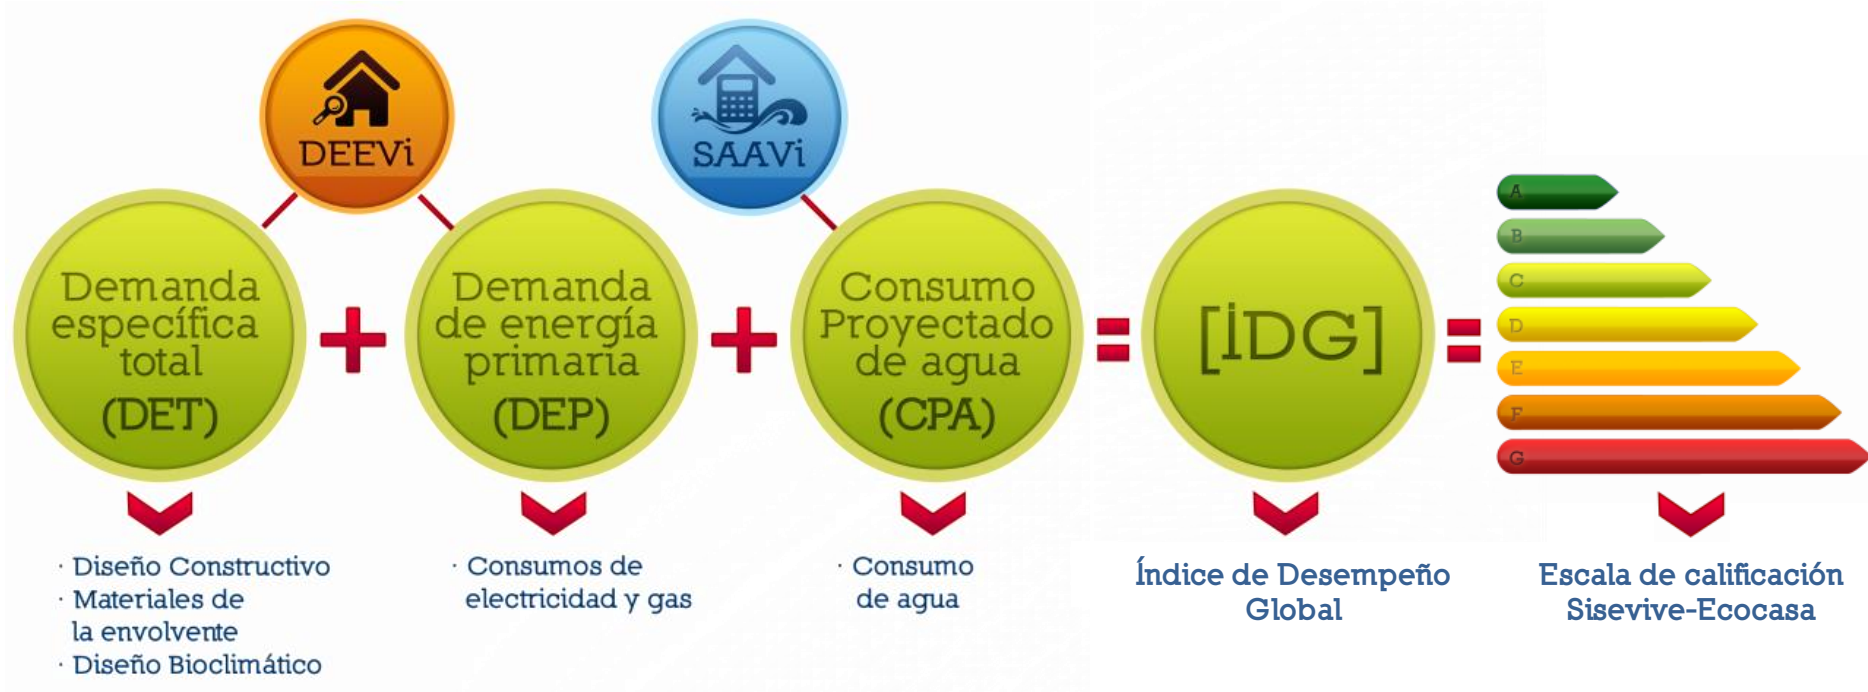 DEEVi
SAAVi
Demanda
específica
total
(DET)
+
Demanda
de energía
primaria
(DEP)
+
Consumo
Proyectado
de agua
(CPA)
=
[İDG]
=
A
B
C
D
E
F
G
· Diseño Constructivo
· Materiales de
la envolvente
· Diseño Bioclimático
· Consumos de
electricidad y gas
· Consumo
de agua
Índice de Desempeño
Global
Escala de calificación
Sisevive-Ecocasa